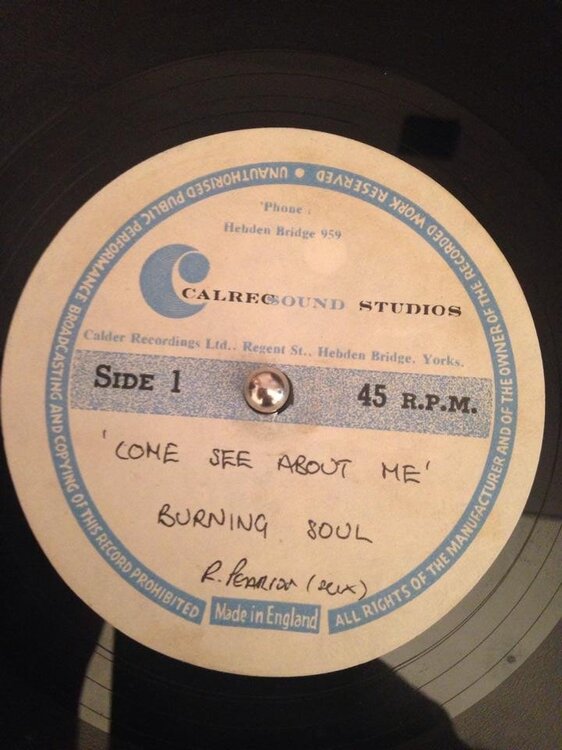 UNAUTHORISED PUBLIC PERFORMANCE BROADCASTING AND COPYING OF THIS RECORD PROHIBITED
ALL RIGHTS OF THE MANUFACTURER AND OF THE OWNER OF THE RECORDED WORK RESERVED
'Phone :
Hebden Bridge 959
CALREC SOUND STUDIOS
Calder Recordings Ltd., Regent St., Hebden Bridge, Yorks.
SIDE 1
45 R.P.M.
'COME SEE ABOUT ME'
BURNING SOUL
R.
Made in England